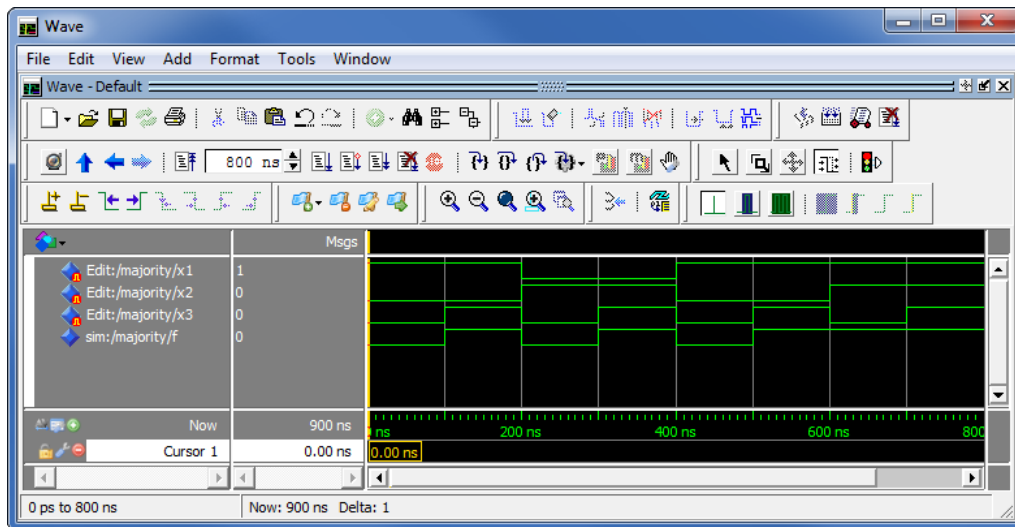 Wave
File Edit View Add Format Tools Window
Wave - Default
800 ns
Msgs
Edit:/majority/x1 1
Edit:/majority/x2 0
Edit:/majority/x3 0
sim:/majority/f 0
Now 900 ns
ns 200 ns 400 ns 600 ns 800
Cursor 1 0.00 ns 0.00 ns
0 ps to 800 ns Now: 900 ns Delta: 1